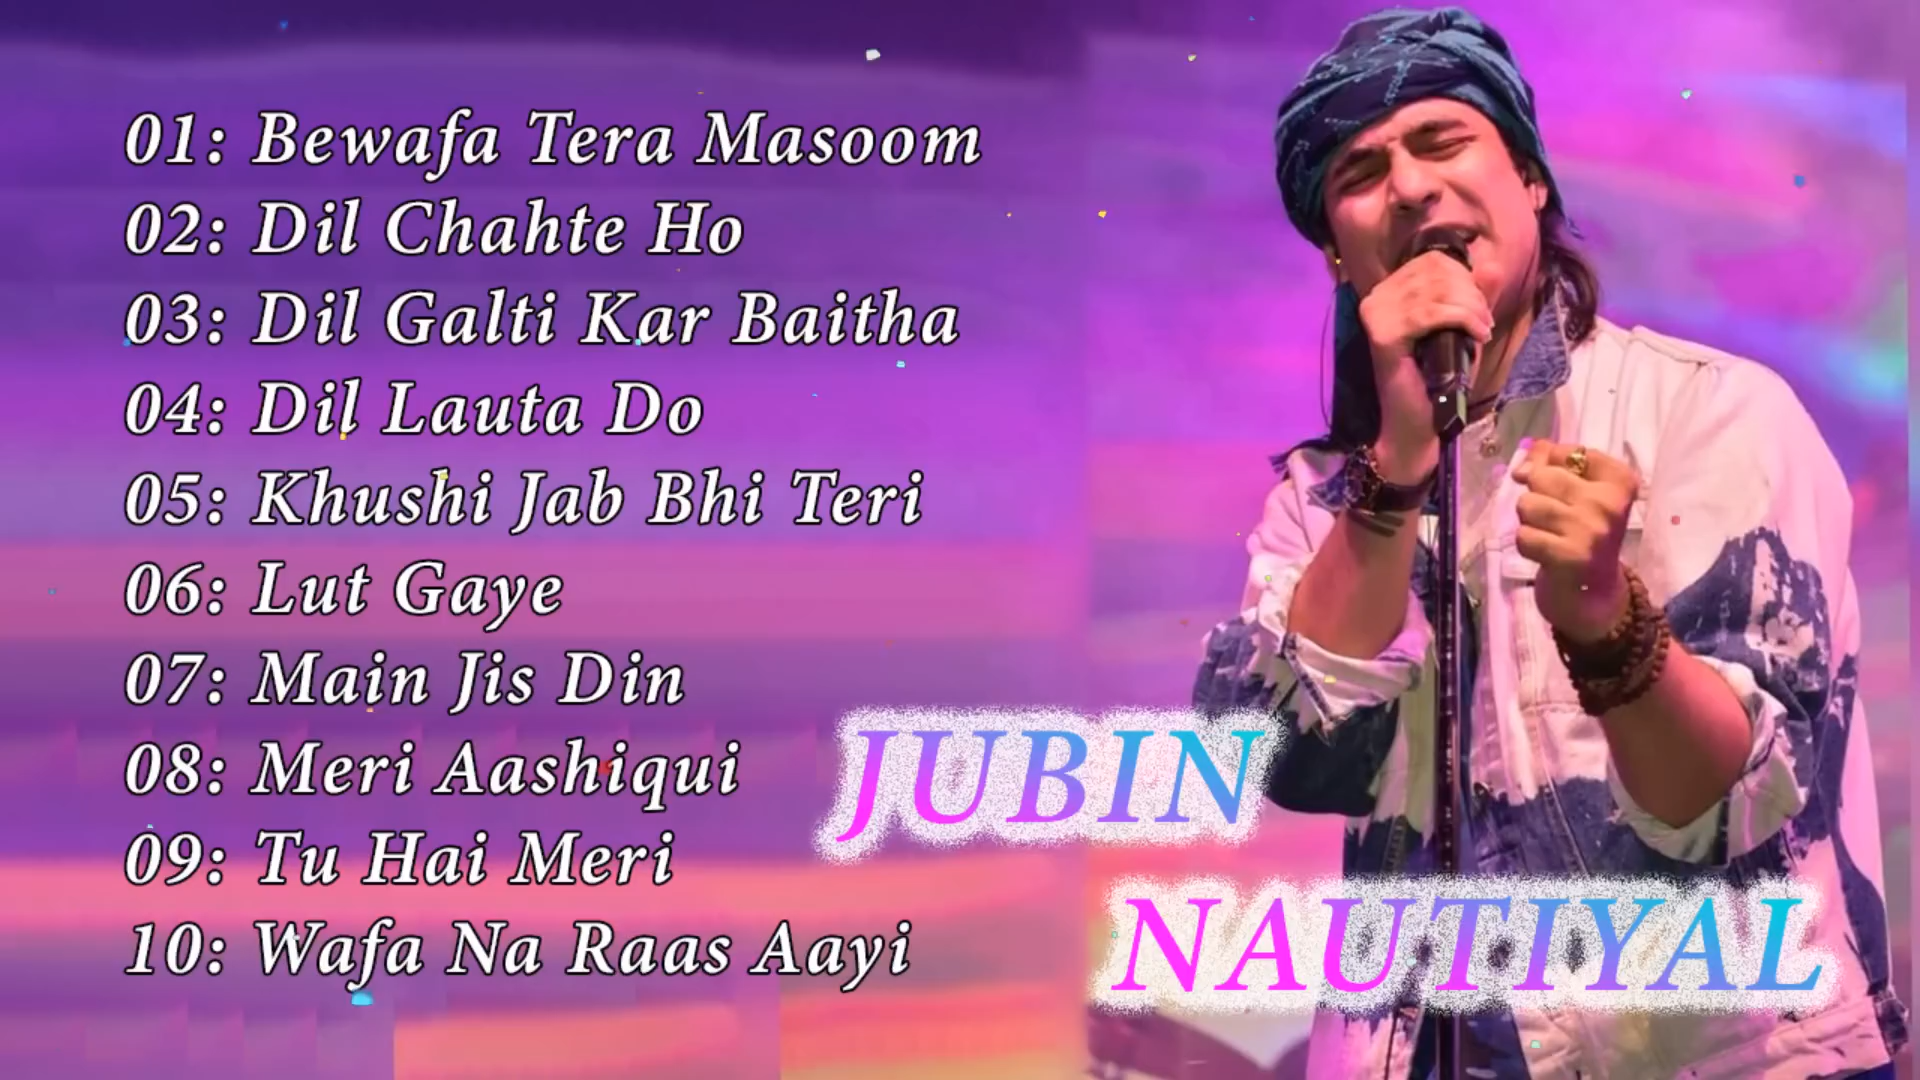 01: Bewafa Tera Masoom
02: Dil Chahte Ho
03: Dil Galti Kar Baitha
04: Dil Lauta Do
05: Khushi Jab Bhi Teri
06: Lut Gaye
07: Main Jis Din
08: Meri Aashiqui
09: Tu Hai Meri
10: Wafa Na Raas Aayi
JUBIN
NAUTIYAL